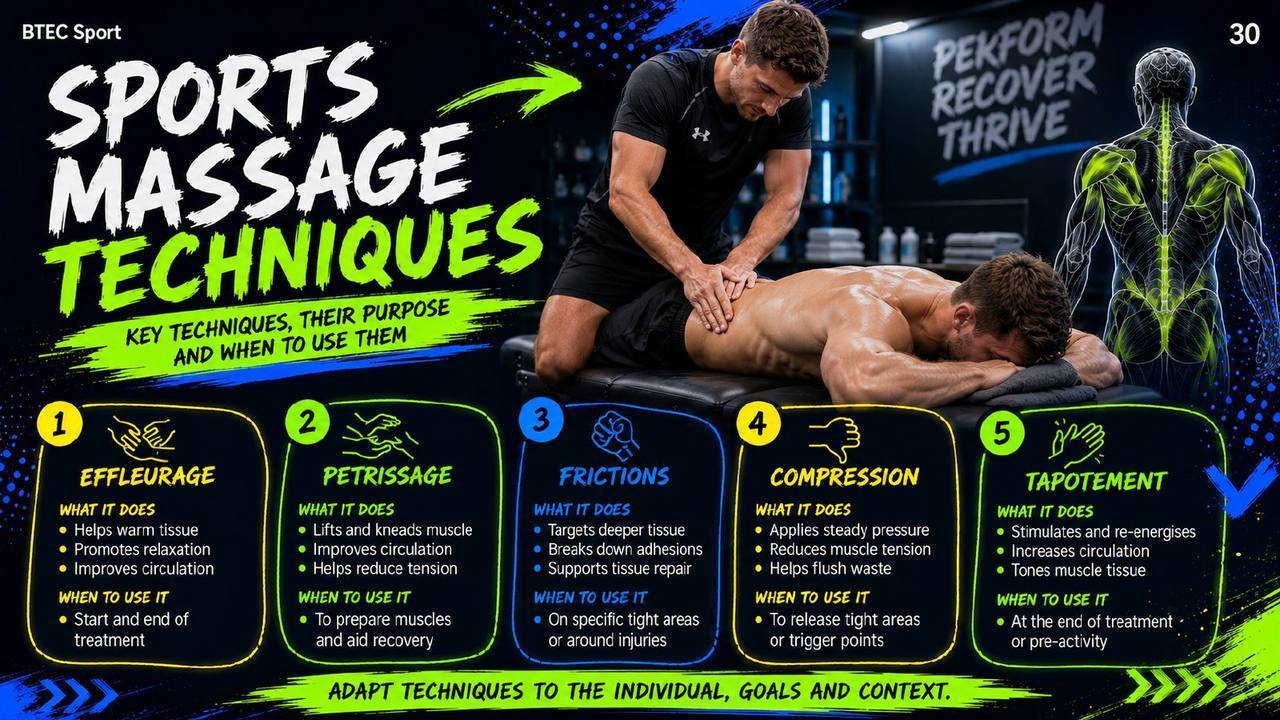 BTEC Sport
30
SPORTS
MASSAGE
TECHNIQUES
KEY TECHNIQUES, THEIR PURPOSE
AND WHEN TO USE THEM
PEKFORM
RECOVER
THRIVE
1
EFFLEURAGE
WHAT IT DOES
• Helps warm tissue
• Promotes relaxation
• Improves circulation
WHEN TO USE IT
• Start and end of
treatment
2
PETRISSAGE
WHAT IT DOES
• Lifts and kneads muscle
• Improves circulation
• Helps reduce tension
WHEN TO USE IT
• To prepare muscles
and aid recovery
3
FRICTIONS
WHAT IT DOES
• Targets deeper tissue
• Breaks down adhesions
• Supports tissue repair
WHEN TO USE IT
• On specific tight areas
or around injuries
4
COMPRESSION
WHAT IT DOES
• Applies steady pressure
• Reduces muscle tension
• Helps flush waste
WHEN TO USE IT
• To release tight areas
or trigger points
5
TAPOTEMENT
WHAT IT DOES
• Stimulates and re-energises
• Increases circulation
• Tones muscle tissue
WHEN TO USE IT
• At the end of treatment
or pre-activity
ADAPT TECHNIQUES TO THE INDIVIDUAL, GOALS AND CONTEXT.